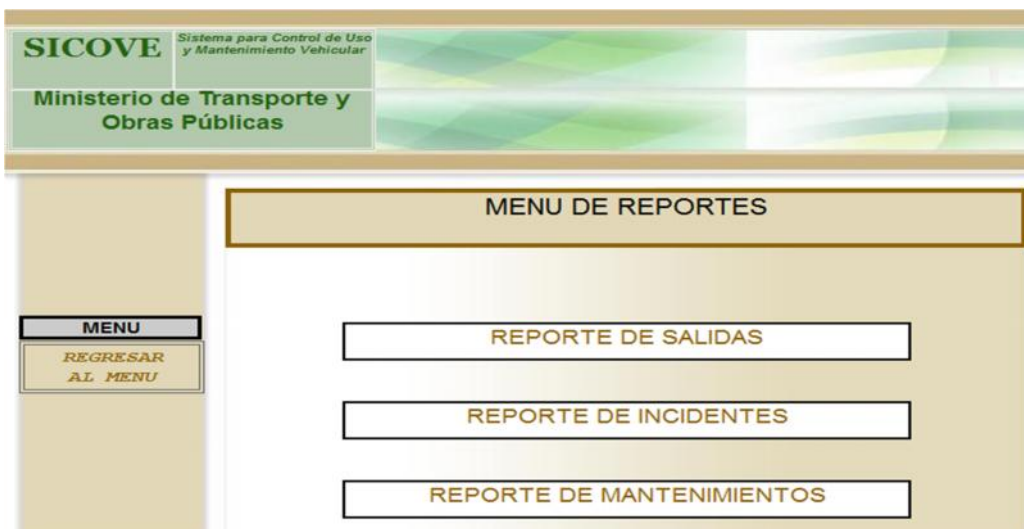 SICOVE
Sistema para Control de Uso
y Mantenimiento Vehicular
Ministerio de Transporte y
Obras Públicas
MENU DE REPORTES
MENU
REGRESAR
AL MENU
REPORTE DE SALIDAS
REPORTE DE INCIDENTES
REPORTE DE MANTENIMIENTOS